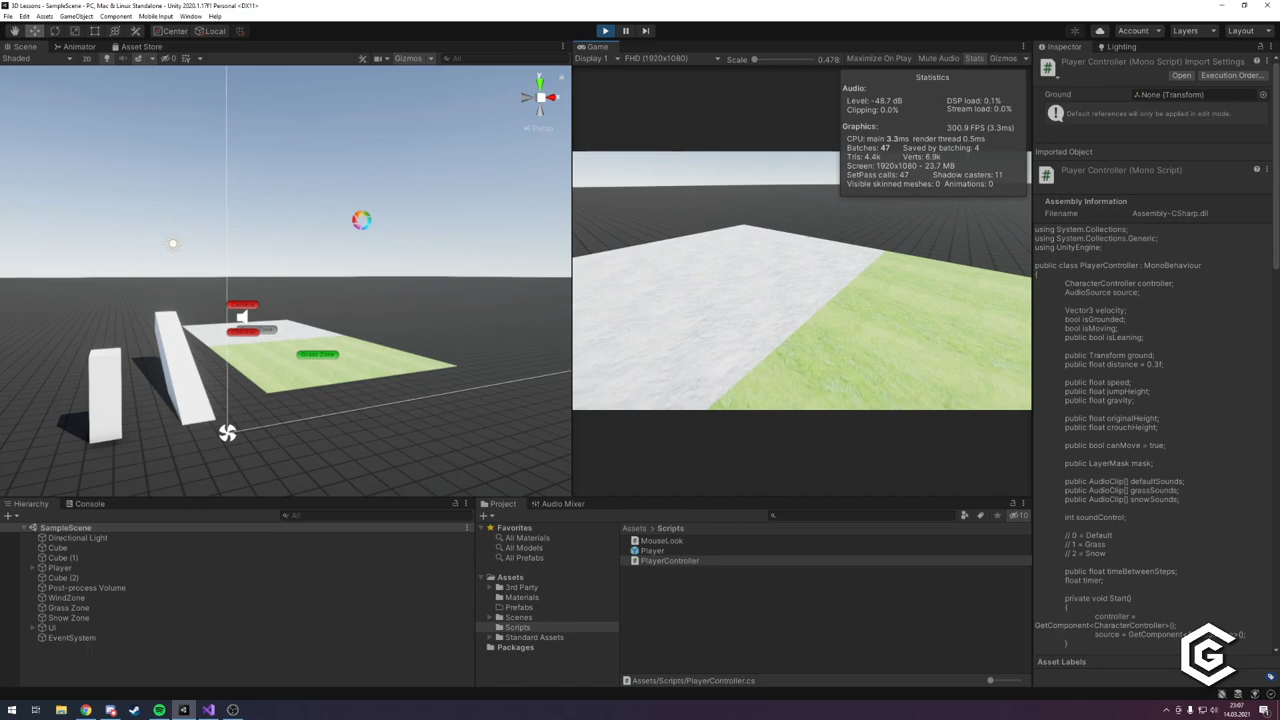 3D Lessons - SampleScene - PC, Mac & Linux Standalone - Unity 2020.1.17f1 Personal <DX11>
File Edit Assets GameObject Component Mobile Input Window Help
Center Local
Account Layers Layout
Scene Animator Asset Store
Shaded 2D 0 Gizmos All
Persp
Grass Zone
Game
Display 1 FHD (1920x1080) Scale 0.478 Maximize On Play Mute Audio Stats Gizmos
Statistics
Audio:
Level: -48.7 dB DSP load: 0.1%
Clipping: 0.0% Stream load: 0.0%
Graphics: 300.9 FPS (3.3ms)
CPU: main 3.3ms render thread 0.5ms
Batches: 47 Saved by batching: 4
Tris: 4.4k Verts: 6.9k
Screen: 1920x1080 - 23.7 MB
SetPass calls: 47 Shadow casters: 11
Visible skinned meshes: 0 Animations: 0
Inspector Lighting
Player Controller (Mono Script) Import Settings
Open Execution Order...
Ground None (Transform)
Default references will only be applied in edit mode.
Imported Object
Player Controller (Mono Script)
Assembly Information
Filename Assembly-CSharp.dll
using System.Collections;
using System.Collections.Generic;
using UnityEngine;
public class PlayerController : MonoBehaviour
{
CharacterController controller;
AudioSource source;
Vector3 velocity;
bool isGrounded;
bool isMoving;
public bool isLeaning;
public Transform ground;
public float distance = 0.3f;
public float speed;
public float jumpHeight;
public float gravity;
public float originalHeight;
public float crouchHeight;
public bool canMove = true;
public LayerMask mask;
public AudioClip[] defaultSounds;
public AudioClip[] grassSounds;
public AudioClip[] snowSounds;
int soundControl;
// 0 = Default
// 1 = Grass
// 2 = Snow
public float timeBetweenSteps;
float timer;
private void Start()
{
controller =
GetComponent<CharacterController>();
source = GetComponent
}
Asset Labels
Hierarchy Console
All
SampleScene
Directional Light
Cube
Cube (1)
Player
Cube (2)
Post-process Volume
WindZone
Grass Zone
Snow Zone
UI
EventSystem
Project Audio Mixer
10
Favorites
All Materials
All Models
All Prefabs
Assets
3rd Party
Materials
Prefabs
Scenes
Scripts
Standard Assets
Packages
Assets > Scripts
MouseLook
Player
PlayerController
Assets/Scripts/PlayerController.cs
23:07
14.03.2021